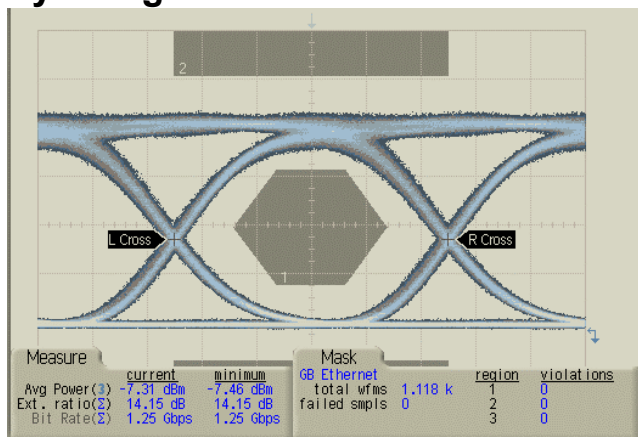 2
L Cross
R Cross
1
Measure
current minimum
Avg Power(3) -7.31 dBm -7.46 dBm
Ext. ratio(Σ) 14.15 dB 14.15 dB
Bit Rate(Σ) 1.25 Gbps 1.25 Gbps
Mask
GB Ethernet
total wfms 1.118 k
failed smpls 0
region violations
1 0
2 0
3 0